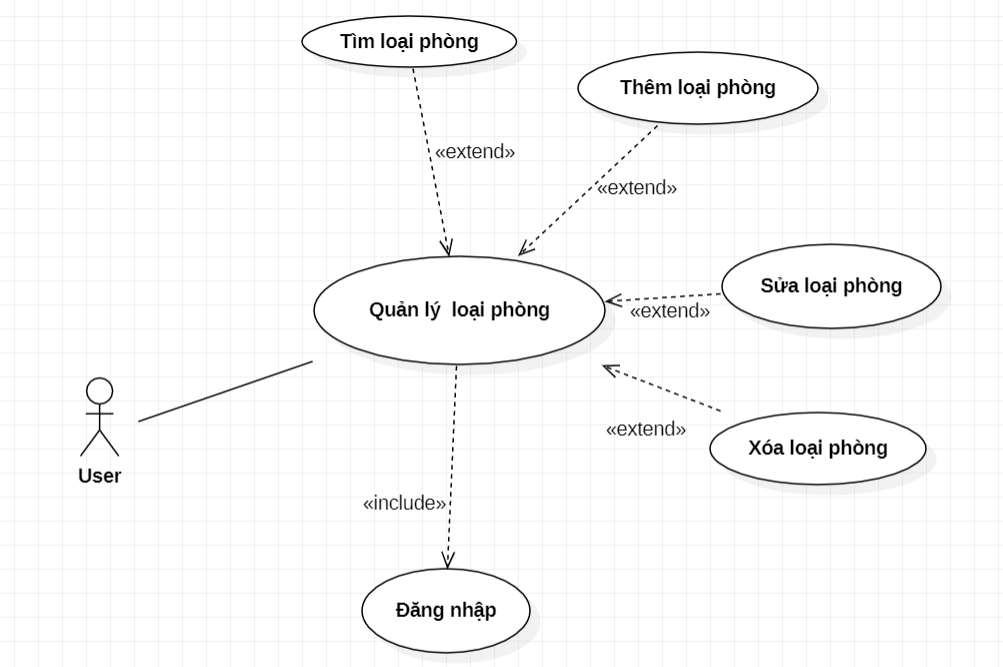 Tìm loại phòng
Thêm loại phòng
«extend»
«extend»
Sửa loại phòng
Quản lý  loại phòng
«extend»
«extend»
Xóa loại phòng
User
«include»
Đăng nhập